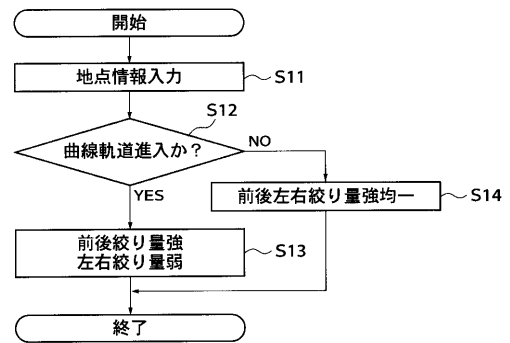 開始
地点情報入力
S11
S12
曲線軌道進入か?
NO
YES
前後左右絞り量強均一
S14
前後絞り量強
左右絞り量弱
S13
終了